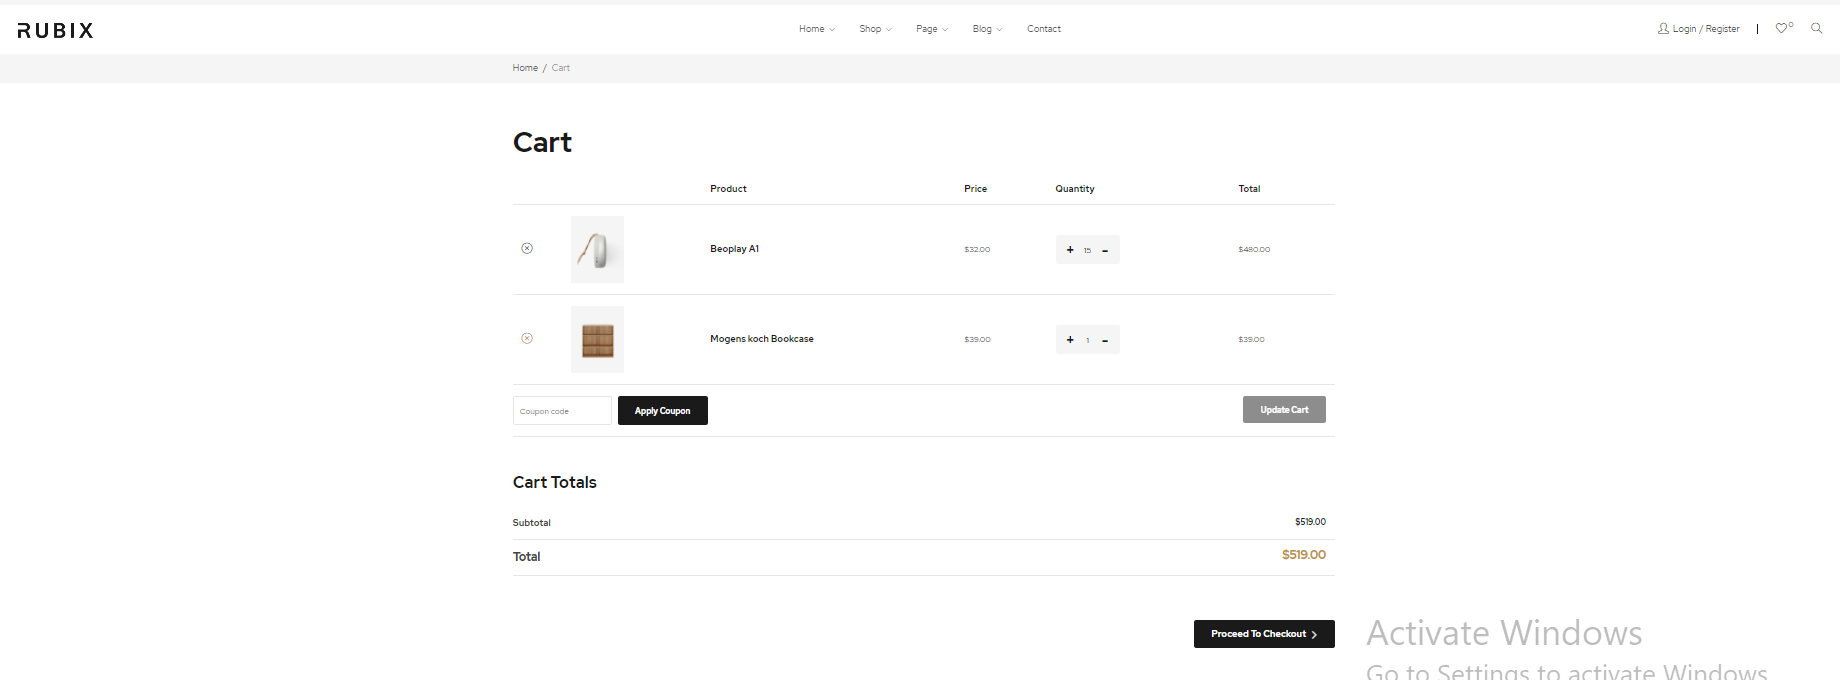 RUBIX Home Shop Page Blog Contact Login / Register | 0
Home / Cart
Cart
Product Price Quantity Total
Beoplay A1 $32.00 + 15 - $480.00
Mogens koch Bookcase $39.00 + 1 - $39.00
Coupon code Apply Coupon Update Cart
Cart Totals
Subtotal $519.00
Total $519.00
Proceed To Checkout
Activate Windows
Go to Settings to activate Windows